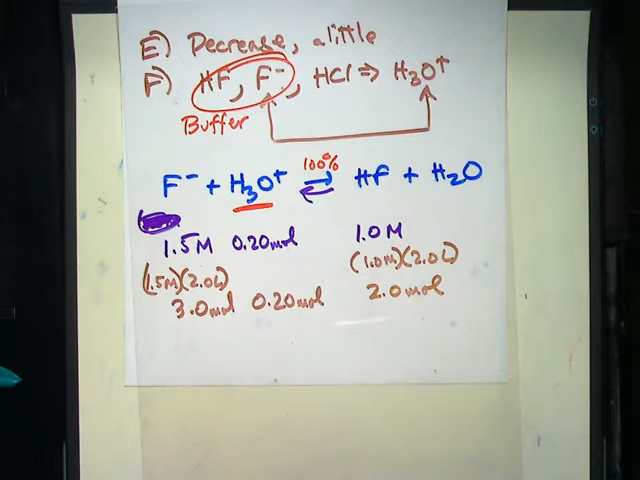 E) Decrease, a little
F) HF, F⁻, HCl ⇒ H₃O⁺
Buffer
100%
F⁻ + H₃O⁺ ⇌ HF + H₂O
1.5M 0.20mol 1.0M
(1.5M)(2.0L) (1.0M)(2.0L)
3.0mol 0.20mol 2.0mol